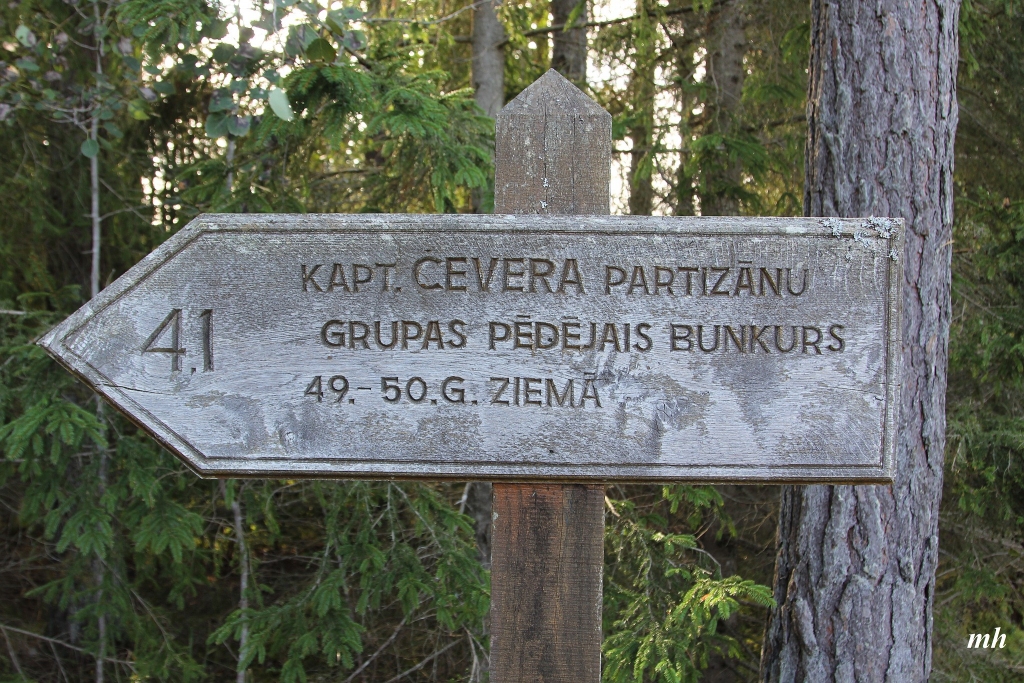 KAPT. CEVERA PARTIZĀNU
GRUPAS PĒDĒJAIS BUNKURS
49.-50.G. ZIEMĀ
4.1
mh